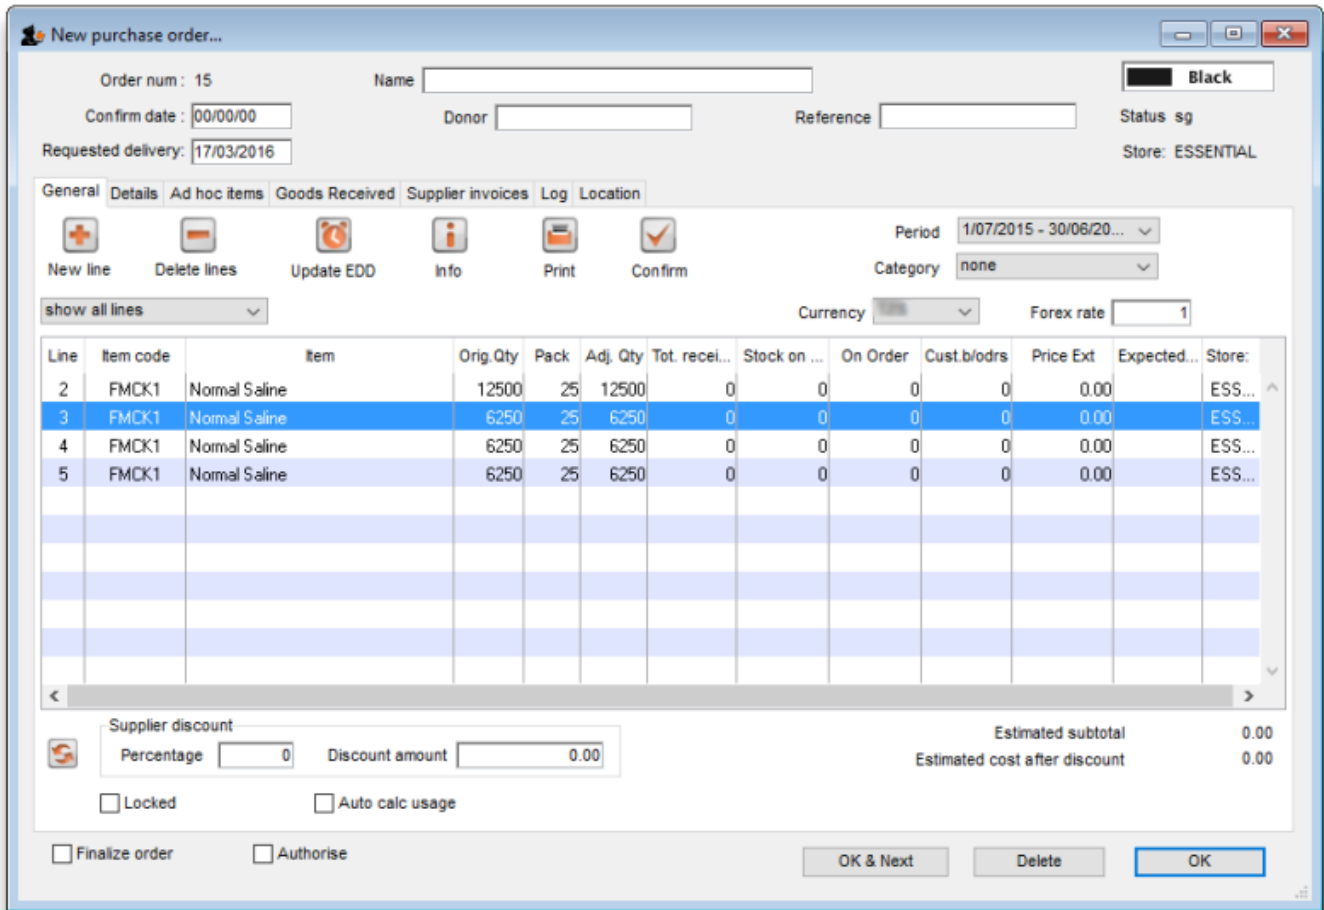 New purchase order...
Order num : 15 Name Black
Confirm date : 00/00/00 Donor Reference Status sg
Requested delivery: 17/03/2016 Store: ESSENTIAL
General Details Ad hoc items Goods Received Supplier invoices Log Location
Period 1/07/2015 - 30/06/20...
New line Delete lines Update EDD Info Print Confirm Category none
show all lines Currency Forex rate 1
Line Item code Item Orig.Qty Pack Adj. Qty Tot. recei... Stock on ... On Order Cust.b/odrs Price Ext Expected... Store:
2 FMCK1 Normal Saline 12500 25 12500 0 0 0 0 0.00 ESS...
3 FMCK1 Normal Saline 6250 25 6250 0 0 0 0 0.00 ESS...
4 FMCK1 Normal Saline 6250 25 6250 0 0 0 0 0.00 ESS...
5 FMCK1 Normal Saline 6250 25 6250 0 0 0 0 0.00 ESS...
Supplier discount Estimated subtotal 0.00
Percentage 0 Discount amount 0.00 Estimated cost after discount 0.00
Locked Auto calc usage
Finalize order Authorise OK & Next Delete OK